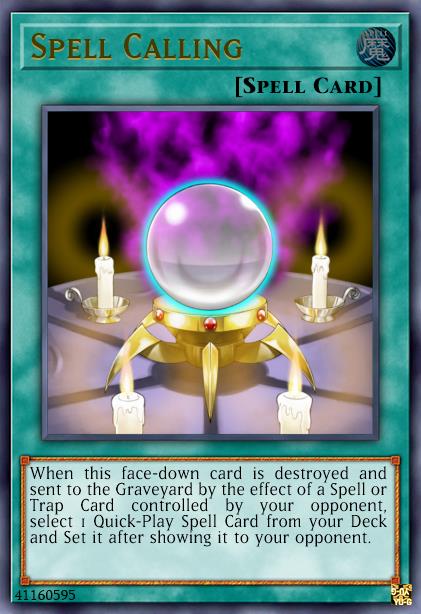 Spell Calling
魔
[Spell Card]
When this face-down card is destroyed and
sent to the Graveyard by the effect of a Spell or
Trap Card controlled by your opponent,
select 1 Quick-Play Spell Card from your Deck
and Set it after showing it to your opponent.
41160595